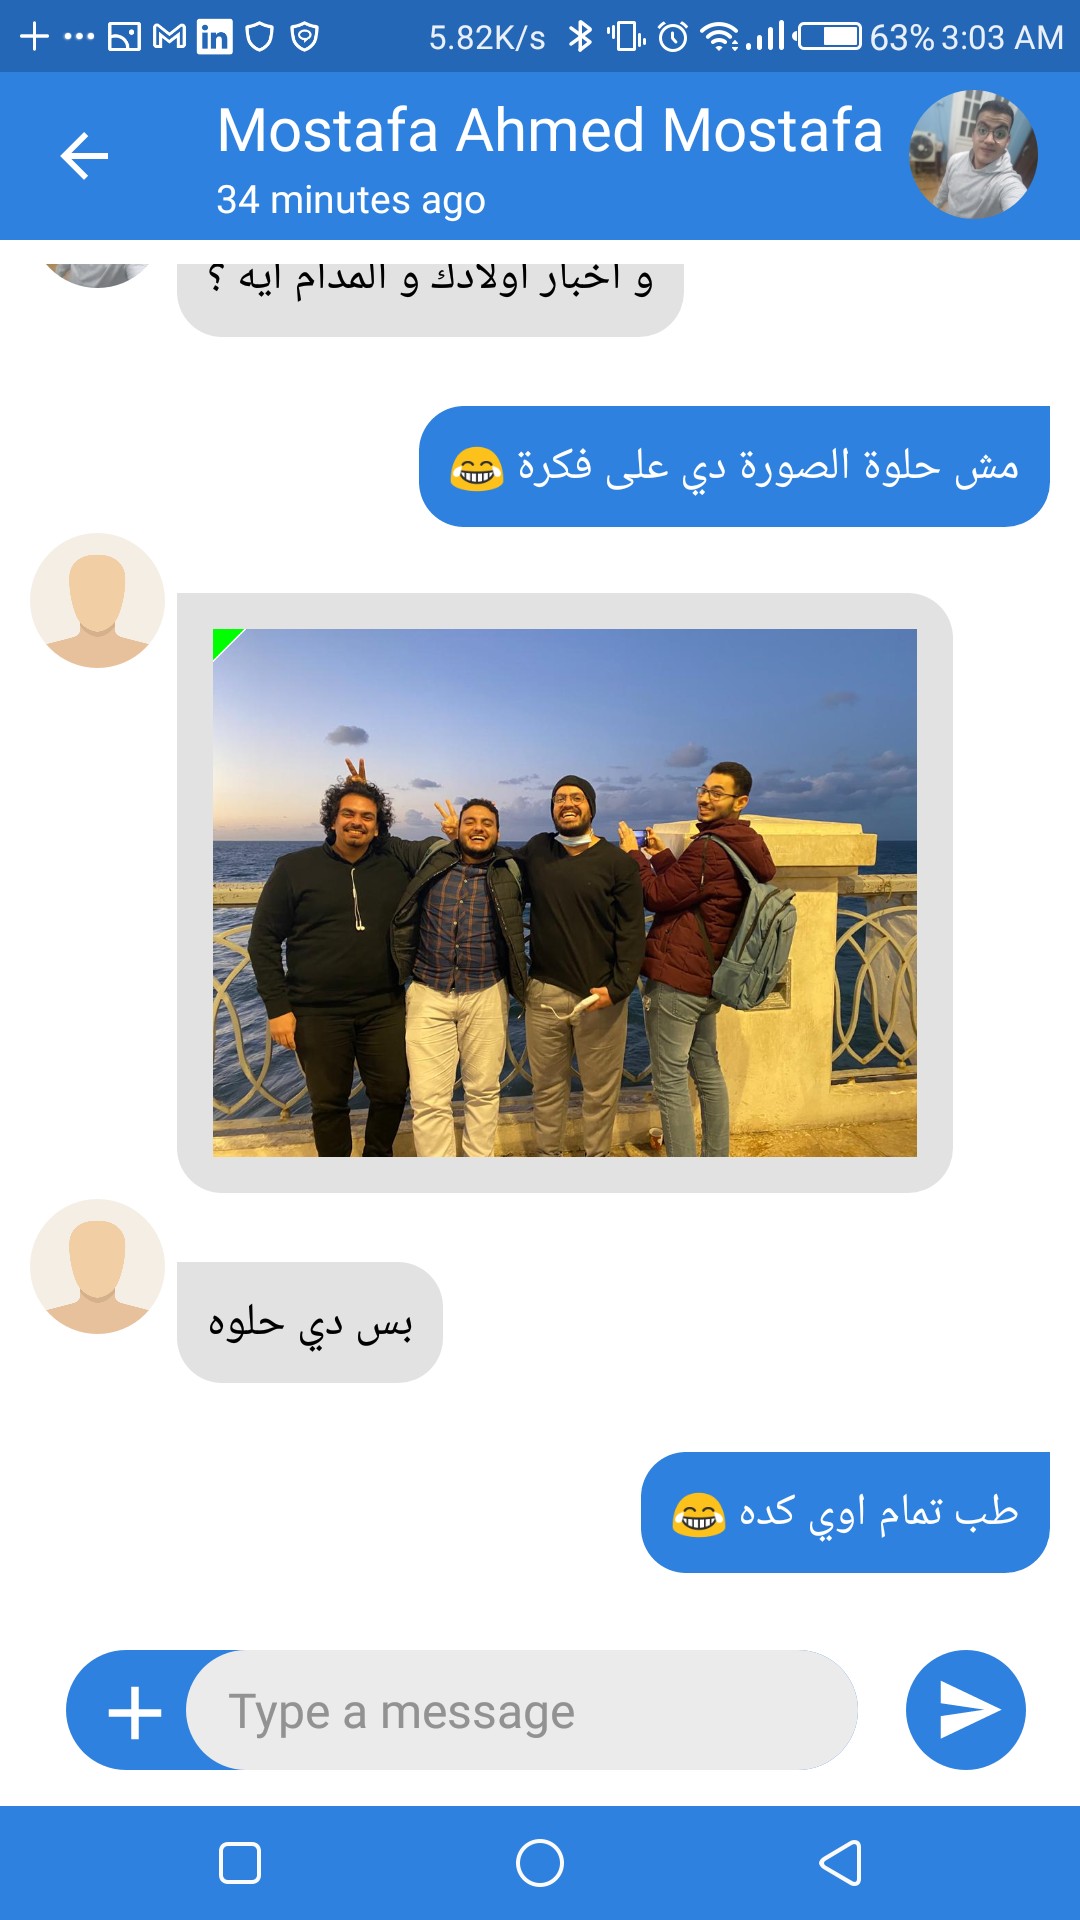 5.82K/s 63% 3:03 AM
Mostafa Ahmed Mostafa
34 minutes ago
و اخبار اولادك و المدام ايه ؟
مش حلوة الصورة دي على فكرة 😂
بس دي حلوه
طب تمام اوي كده 😂
Type a message